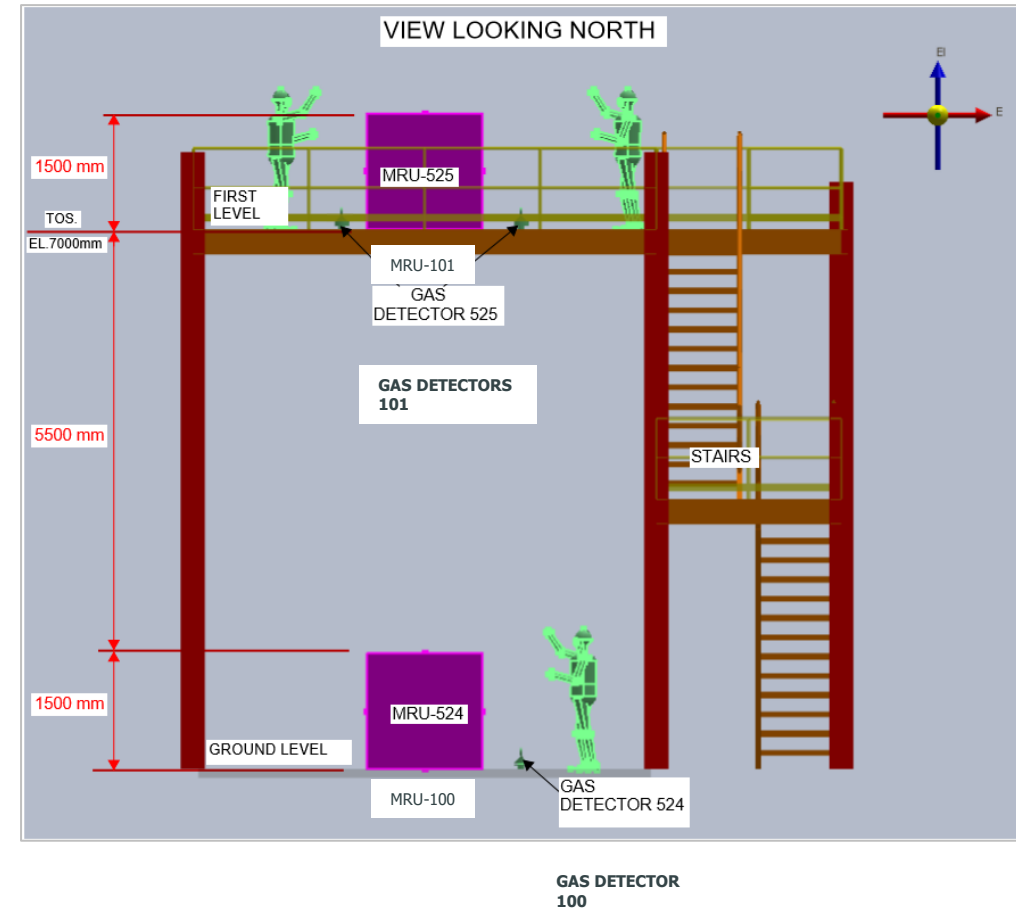 VIEW LOOKING NORTH
El
E
1500 mm
MRU-525
FIRST
LEVEL
TOS.
EL.7000mm
MRU-101
GAS
DETECTOR 525
GAS DETECTORS
101
5500 mm
STAIRS
1500 mm
MRU-524
GROUND LEVEL
MRU-100
GAS
DETECTOR 524
GAS DETECTOR
100